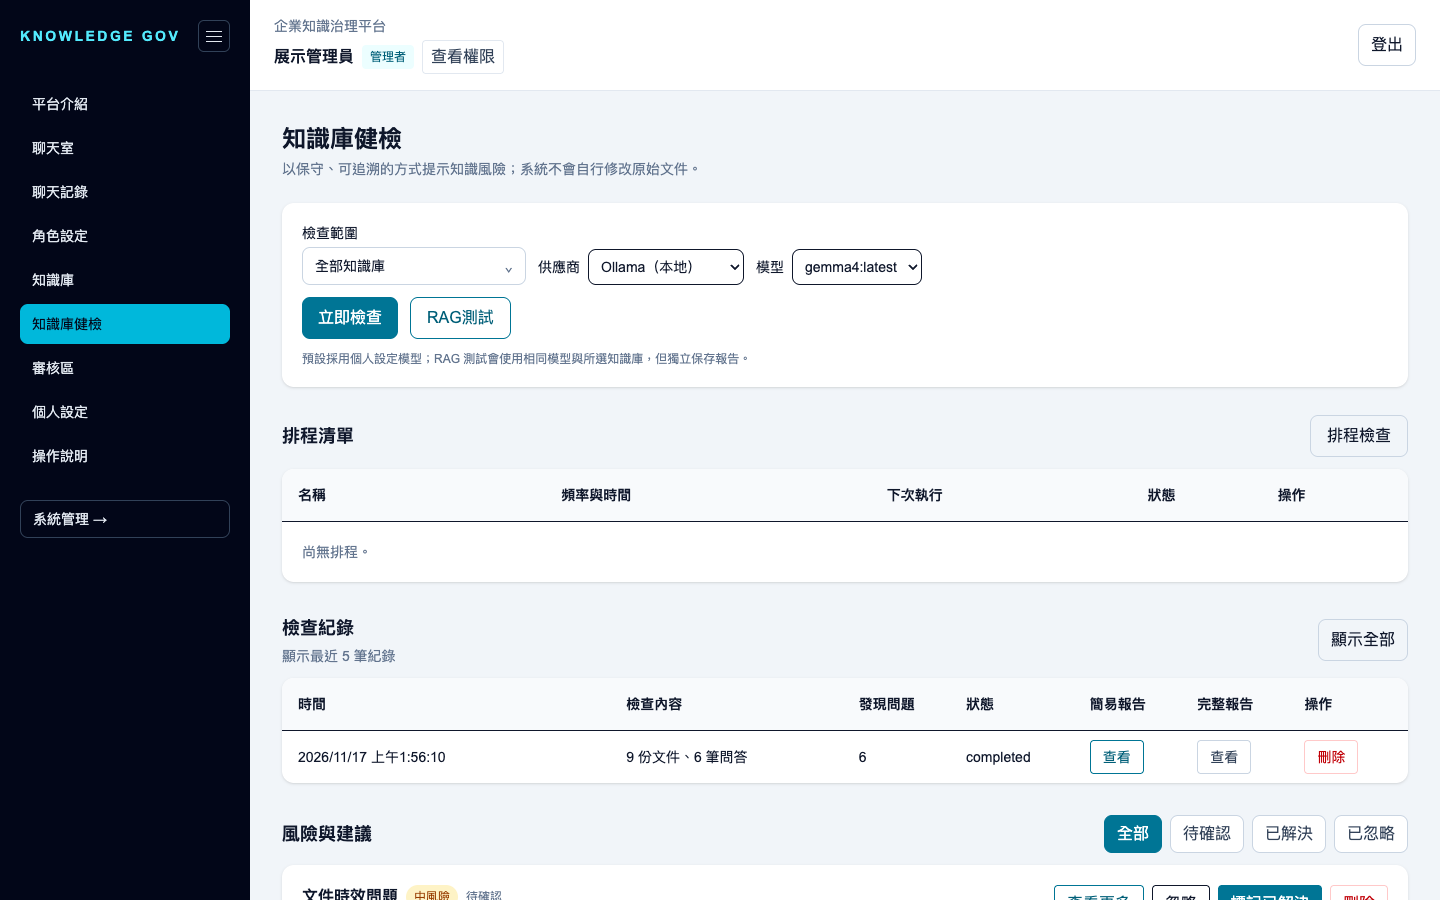 KNOWLEDGE GOV
平台介紹
聊天室
聊天記錄
角色設定
知識庫
知識庫健檢
審核區
個人設定
操作說明
系統管理 →
企業知識治理平台
展示管理員 管理者 查看權限
登出
知識庫健檢
以保守、可追溯的方式提示知識風險；系統不會自行修改原始文件。
檢查範圍
全部知識庫 供應商 Ollama（本地） 模型 gemma4:latest
立即檢查 RAG測試
預設採用個人設定模型；RAG 測試會使用相同模型與所選知識庫，但獨立保存報告。
排程清單 排程檢查
名稱 頻率與時間 下次執行 狀態 操作
尚無排程。
檢查紀錄
顯示最近 5 筆紀錄
顯示全部
時間 檢查內容 發現問題 狀態 簡易報告 完整報告 操作
2026/11/17 上午1:56:10 9 份文件、6 筆問答 6 completed 查看 查看 刪除
風險與建議 全部 待確認 已解決 已忽略
文件時效問題 中風險 待確認 查看更多 忽略 標記已解決 刪除